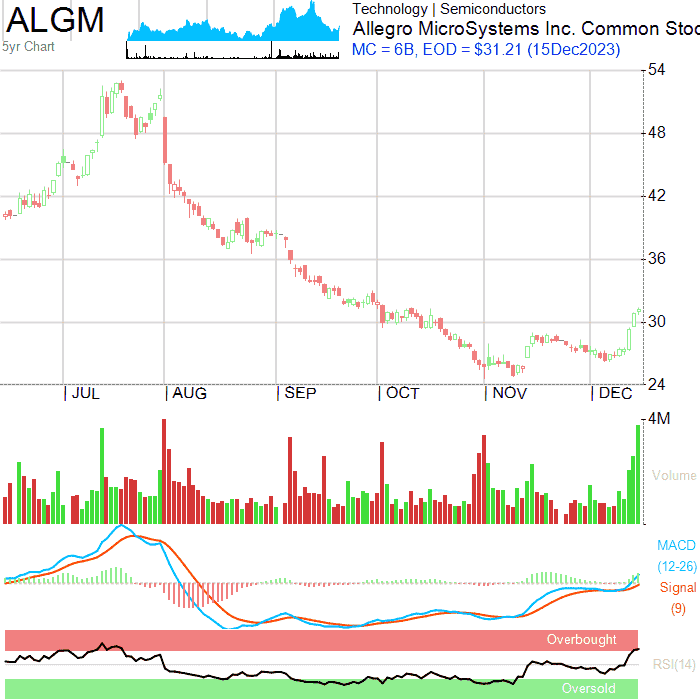 ALGM
5yr Chart
Technology | Semiconductors
Allegro MicroSystems Inc. Common Stoc
MC = 6B, EOD = $31.21 (15Dec2023)
54
48
42
36
30
24
JUL AUG SEP OCT NOV DEC
4M
Volume
MACD
(12-26)
Signal
(9)
Overbought
RSI(14)
Oversold